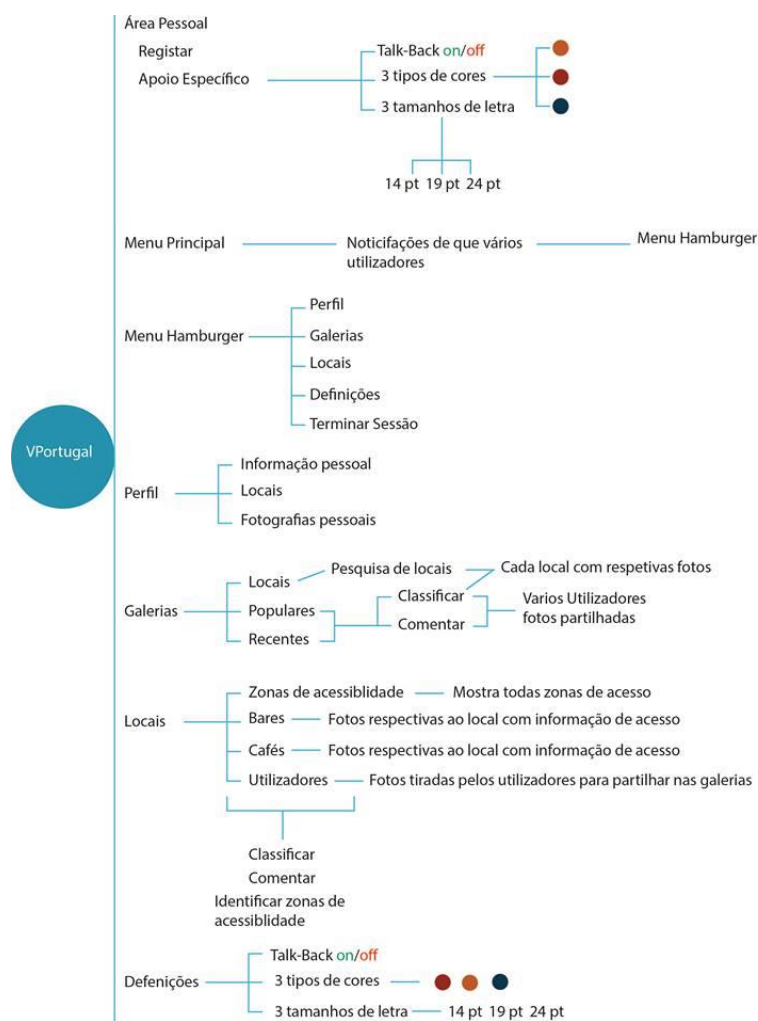 Área Pessoal
Registar
Apoio Específico
Talk-Back on/off
3 tipos de cores
3 tamanhos de letra
14 pt 19 pt 24 pt
Menu Principal
Noticifações de que vários
utilizadores
Menu Hamburger
Menu Hamburger
Perfil
Galerias
Locais
Definições
Terminar Sessão
VPortugal
Perfil
Informação pessoal
Locais
Fotografias pessoais
Galerias
Locais
Populares
Recentes
Pesquisa de locais
Cada local com respetivas fotos
Classificar
Comentar
Varios Utilizadores
fotos partilhadas
Locais
Zonas de acessiblidade
Mostra todas zonas de acesso
Bares
Fotos respectivas ao local com informação de acesso
Cafés
Fotos respectivas ao local com informação de acesso
Utilizadores
Fotos tiradas pelos utilizadores para partilhar nas galerias
Classificar
Comentar
Identificar zonas de
acessiblidade
Defenições
Talk-Back on/off
3 tipos de cores
3 tamanhos de letra
14 pt 19 pt 24 pt